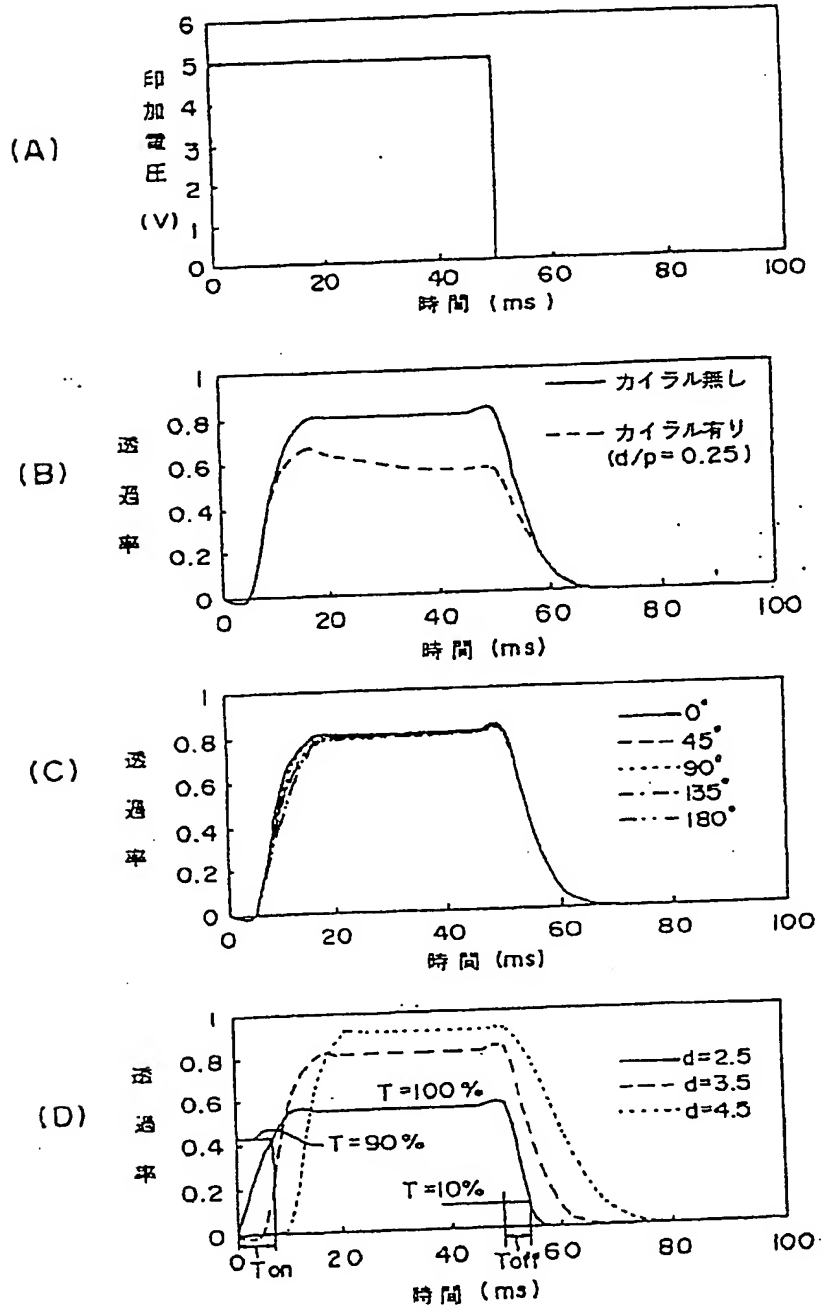 (A)
印加電圧
(V)
6
5
4
3
2
1
0
20
40
60
80
100
時間 (ms)
(B)
透過率
1
0.8
0.6
0.4
0.2
0
カイラル無し
カイラル有り
(d/p=0.25)
0
20
40
60
80
100
時間 (ms)
(C)
透過率
1
0.8
0.6
0.4
0.2
0
0°
45°
90°
135°
180°
0
20
40
60
80
100
時間 (ms)
(D)
透過率
1
0.8
0.6
0.4
0.2
0
d=2.5
d=3.5
d=4.5
T=100%
T=90%
T=10%
0
20
40
60
80
100
Ton
Toff
時間 (ms)